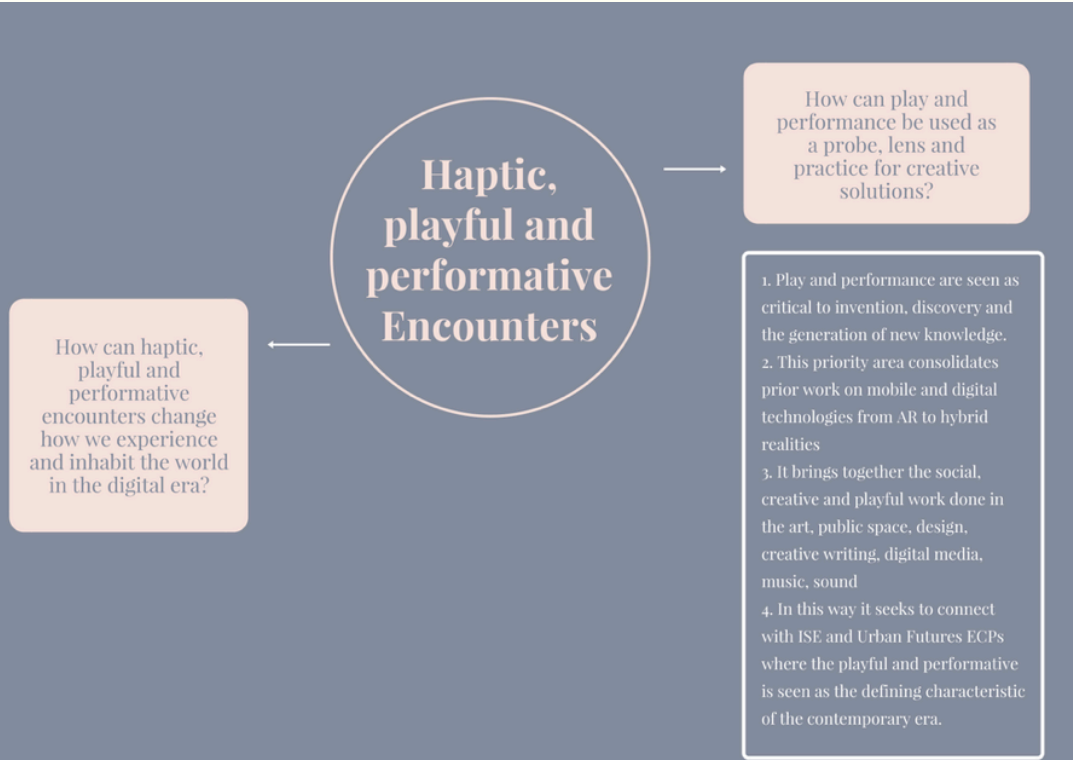 Haptic,
playful and
performative
Encounters
How can haptic,
playful and
performative
encounters change
how we experience
and inhabit the world
in the digital era?
How can play and
performance be used as
a probe, lens and
practice for creative
solutions?
1. Play and performance are seen as
critical to invention, discovery and
the generation of new knowledge.
2. This priority area consolidates
prior work on mobile and digital
technologies from AR to hybrid
realities
3. It brings together the social,
creative and playful work done in
the art, public space, design,
creative writing, digital media,
music, sound
4. In this way it seeks to connect
with ISE and Urban Futures ECPs
where the playful and performative
is seen as the defining characteristic
of the contemporary era.